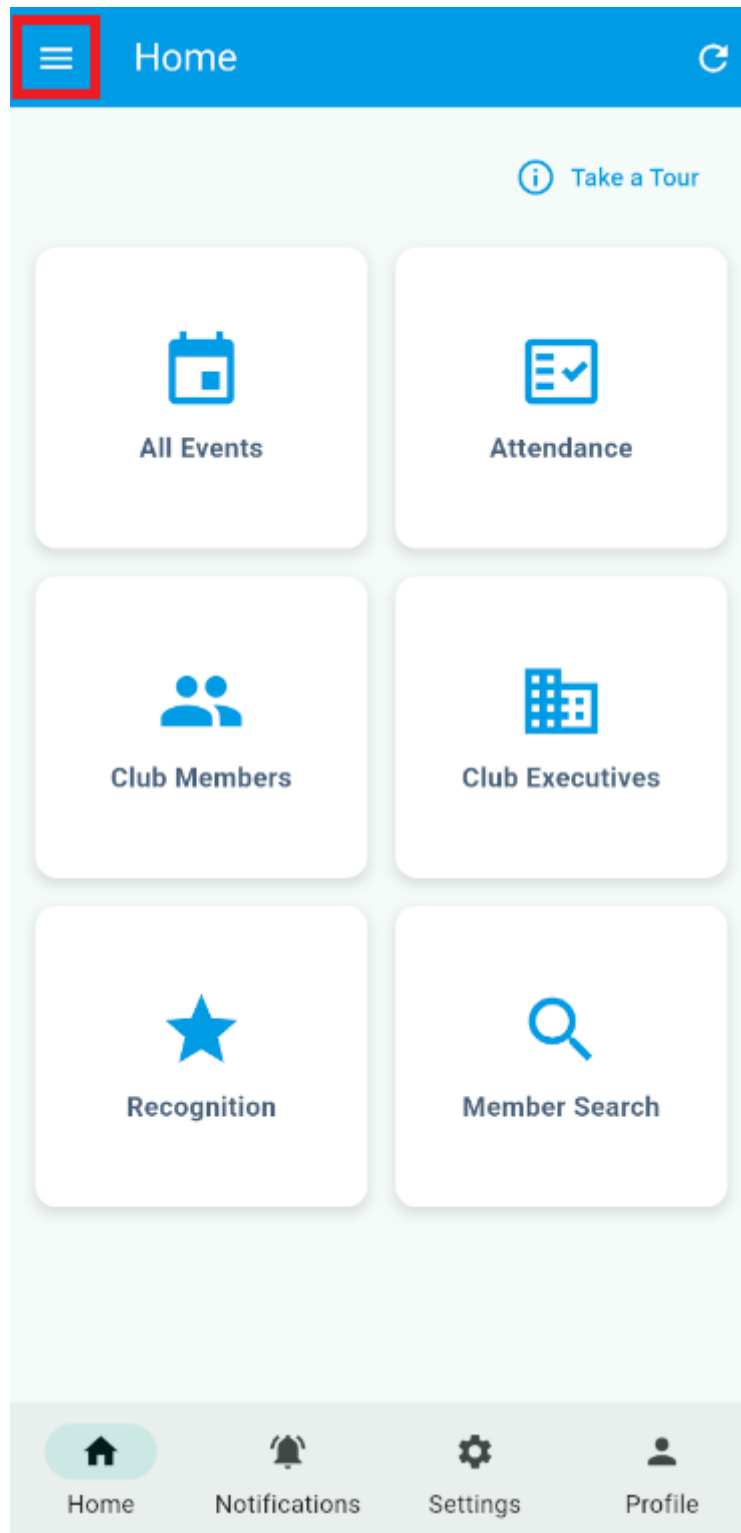 Home
Take a Tour
All Events
Attendance
Club Members
Club Executives
Recognition
Member Search
Home
Notifications
Settings
Profile